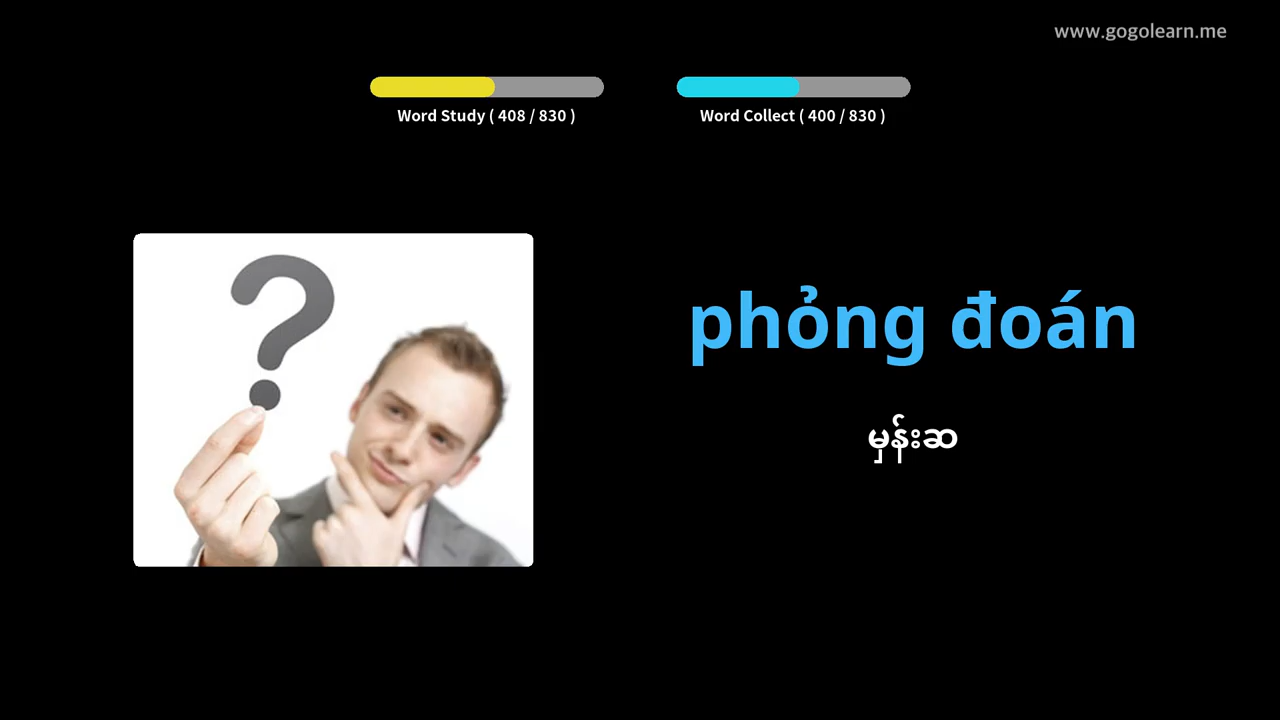 www.gogolearn.me
Word Study ( 408 / 830 )
Word Collect ( 400 / 830 )
phỏng đoán
မှန်းဆ